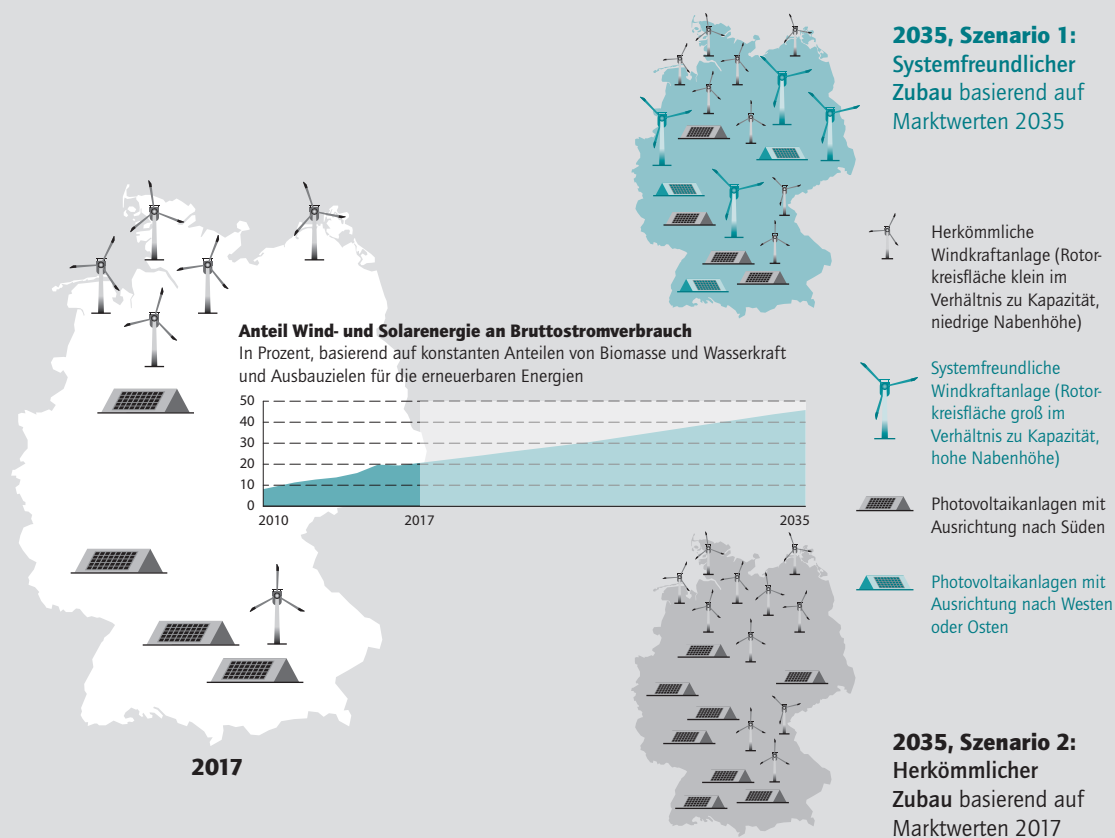 2035, Szenario 1:
Systemfreundlicher
Zubau basierend auf
Marktwerten 2035
Herkömmliche
Windkraftanlage (Rotor-
kreisfläche klein im
Verhältnis zu Kapazität,
niedrige Nabenhöhe)
Systemfreundliche
Windkraftanlage (Rotor-
kreisfläche groß im
Verhältnis zu Kapazität,
hohe Nabenhöhe)
Photovoltaikanlagen mit
Ausrichtung nach Süden
Photovoltaikanlagen mit
Ausrichtung nach Westen
oder Osten
Anteil Wind- und Solarenergie an Bruttostromverbrauch
In Prozent, basierend auf konstanten Anteilen von Biomasse und Wasserkraft
und Ausbauzielen für die erneuerbaren Energien
50
40
30
20
10
0
2010 2017 2035
2017
2035, Szenario 2:
Herkömmlicher
Zubau basierend auf
Marktwerten 2017